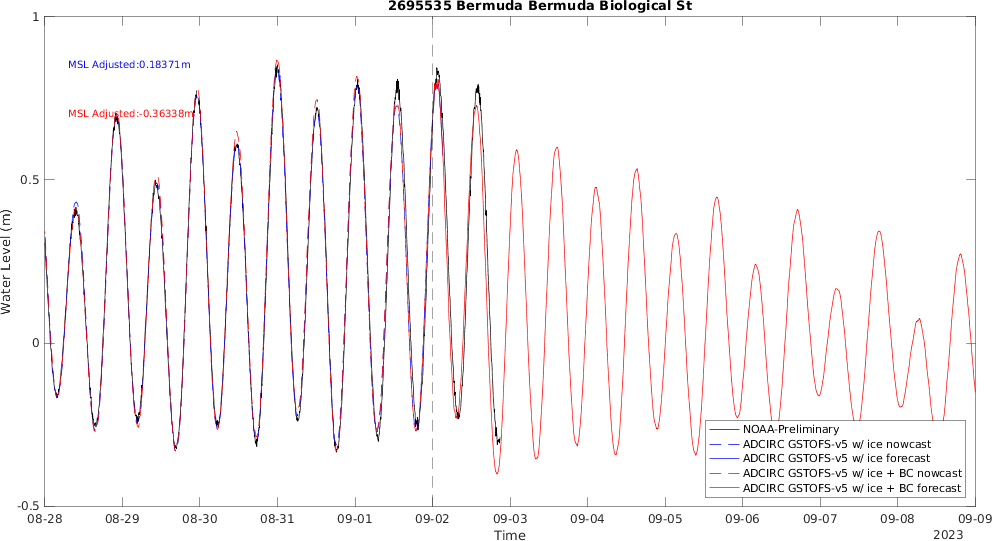 2695535 Bermuda Bermuda Biological St
1
MSL Adjusted:0.18371m
MSL Adjusted:-0.36338m
0.5
Water Level (m)
0
NOAA-Preliminary
ADCIRC GSTOFS-v5 w/ ice nowcast
ADCIRC GSTOFS-v5 w/ ice forecast
ADCIRC GSTOFS-v5 w/ ice + BC nowcast
ADCIRC GSTOFS-v5 w/ ice + BC forecast
-0.5
08-28 08-29 08-30 08-31 09-01 09-02 09-03 09-04 09-05 09-06 09-07 09-08 09-09
Time
2023